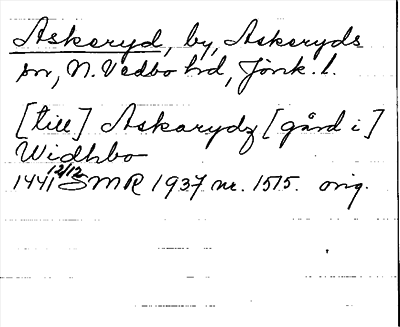 Askeryd, by, Askeryds
sn, N. Vedbo hd, Jönk. l.
[till] Askarydz [gård i]
Widhbo
1441 12/12 SMR 1937 nr. 1515. orig.